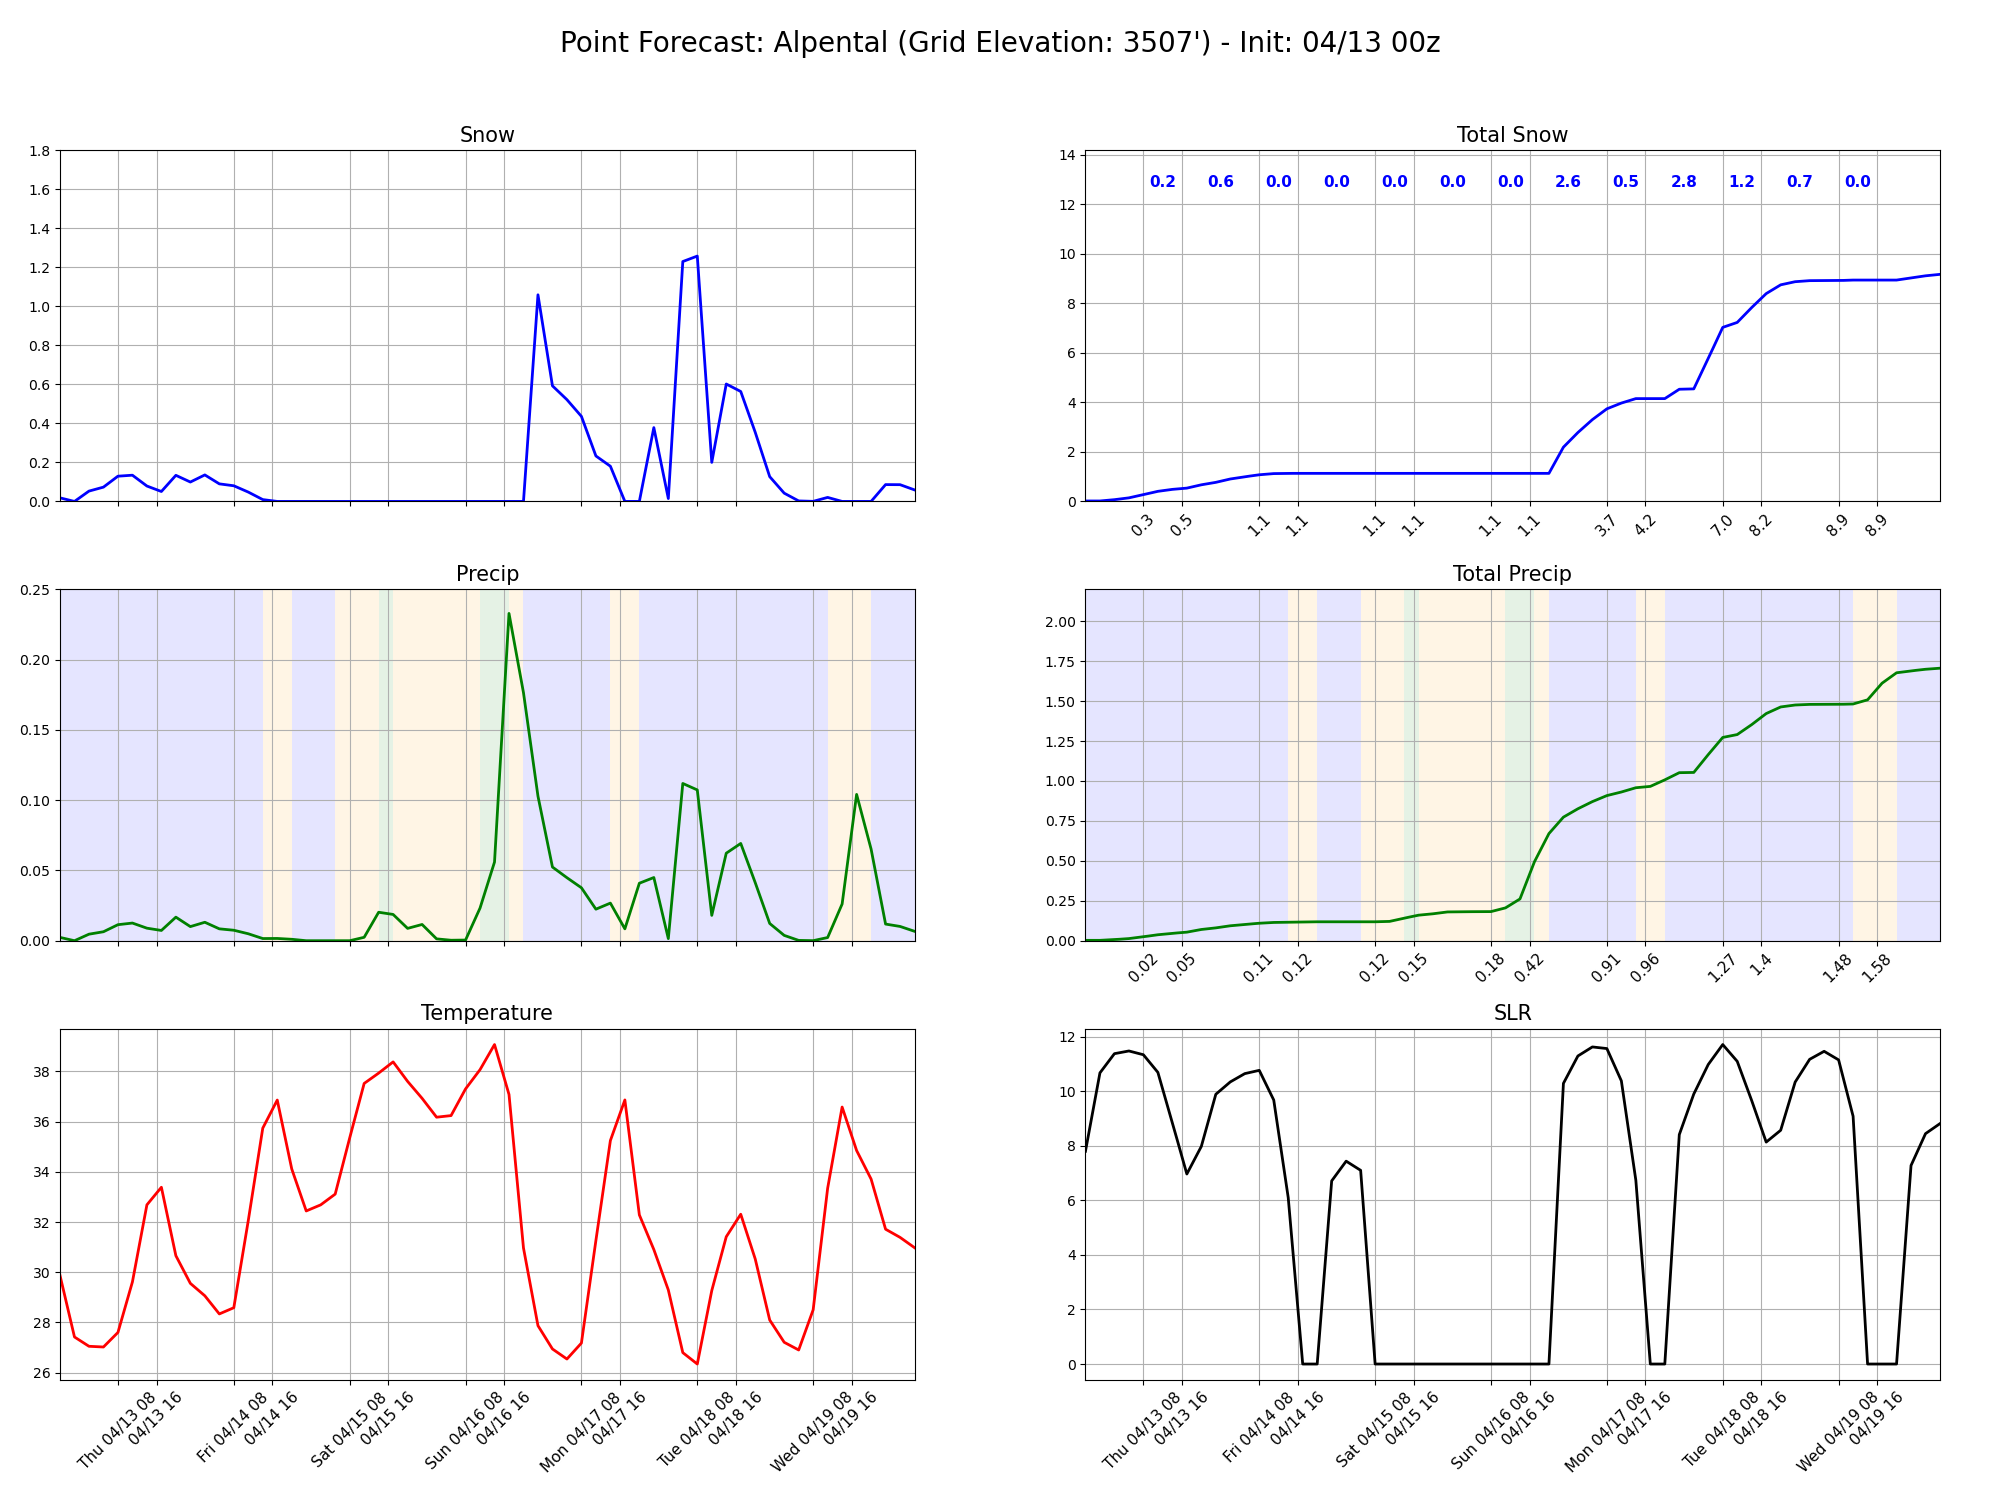 Point Forecast: Alpental (Grid Elevation: 3507') - Init: 04/13 00z
Snow
1.8
1.6
1.4
1.2
1.0
0.8
0.6
0.4
0.2
0.0
Total Snow
14
12
10
8
6
4
2
0
0.2 0.6 0.0 0.0 0.0 0.0 0.0 2.6 0.5 2.8 1.2 0.7 0.0
0.3 0.5 1.1 1.1 1.1 1.1 1.1 1.1 3.7 4.2 7.0 8.2 8.9 8.9
Precip
0.25
0.20
0.15
0.10
0.05
0.00
Total Precip
2.00
1.75
1.50
1.25
1.00
0.75
0.50
0.25
0.00
0.02 0.05 0.11 0.12 0.12 0.15 0.18 0.42 0.91 0.96 1.27 1.4 1.48 1.58
Temperature
38
36
34
32
30
28
26
Thu 04/13 08
04/13 16
Fri 04/14 08
04/14 16
Sat 04/15 08
04/15 16
Sun 04/16 08
04/16 16
Mon 04/17 08
04/17 16
Tue 04/18 08
04/18 16
Wed 04/19 08
04/19 16
SLR
12
10
8
6
4
2
0
Thu 04/13 08
04/13 16
Fri 04/14 08
04/14 16
Sat 04/15 08
04/15 16
Sun 04/16 08
04/16 16
Mon 04/17 08
04/17 16
Tue 04/18 08
04/18 16
Wed 04/19 08
04/19 16